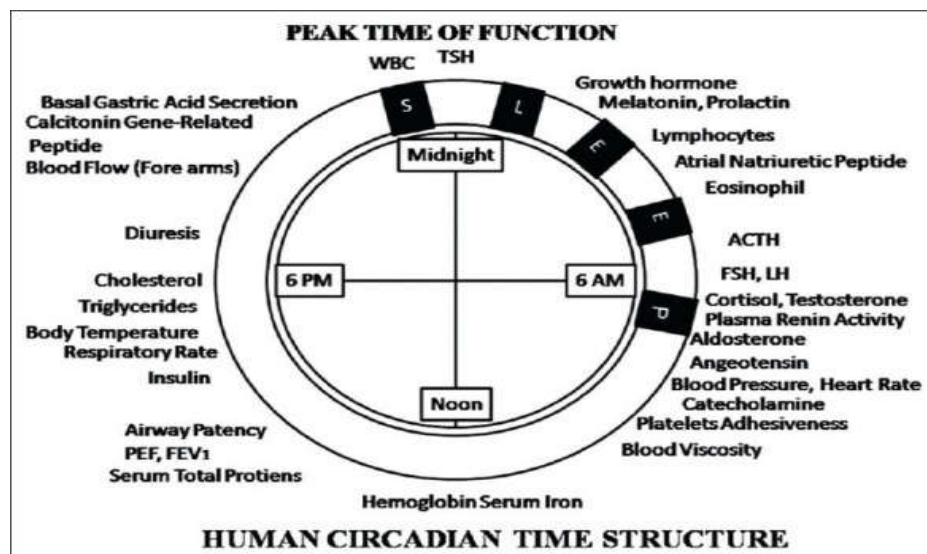 PEAK TIME OF FUNCTION
WBC
TSH
Growth hormone
Melatonin, Prolactin
Lymphocytes
Atrial Natriuretic Peptide
Eosinophil
ACTH
FSH, LH
Cortisol, Testosterone
Plasma Renin Activity
Aldosterone
Angeotensin
Blood Pressure, Heart Rate
Catecholamine
Platelets Adhesiveness
Blood Viscosity
Hemoglobin Serum Iron
Basal Gastric Acid Secretion
Calcitonin Gene-Related
Peptide
Blood Flow (Fore arms)
Diuresis
Cholesterol
Triglycerides
Body Temperature
Respiratory Rate
Insulin
Airway Patency
PEF, FEV1
Serum Total Protiens
S
L
E
E
P
Midnight
6 PM
6 AM
Noon
HUMAN CIRCADIAN TIME STRUCTURE